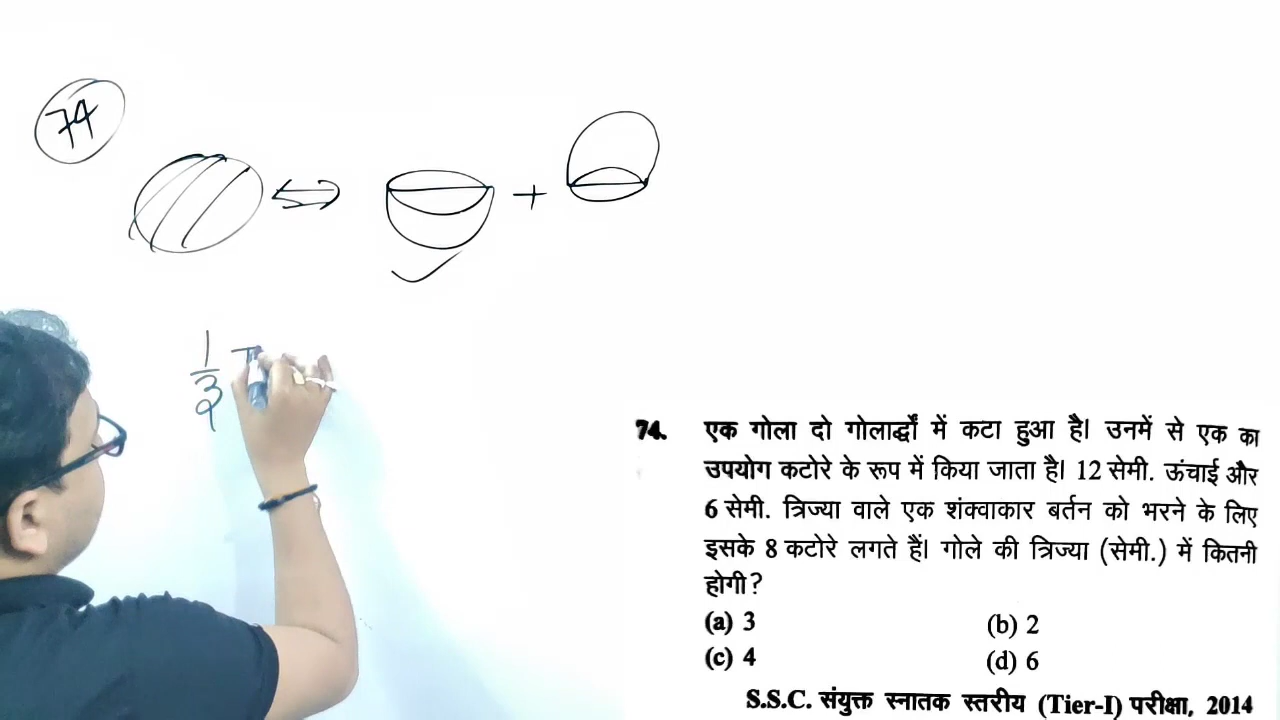 74
+
1/3 π
74. एक गोला दो गोलार्द्धों में कटा हुआ है। उनमें से एक का
उपयोग कटोरे के रूप में किया जाता है। 12 सेमी. ऊंचाई और
6 सेमी. त्रिज्या वाले एक शंक्वाकार बर्तन को भरने के लिए
इसके 8 कटोरे लगते हैं। गोले की त्रिज्या (सेमी.) में कितनी
होगी?
(a) 3 (b) 2
(c) 4 (d) 6
S.S.C. संयुक्त स्नातक स्तरीय (Tier-I) परीक्षा, 2014